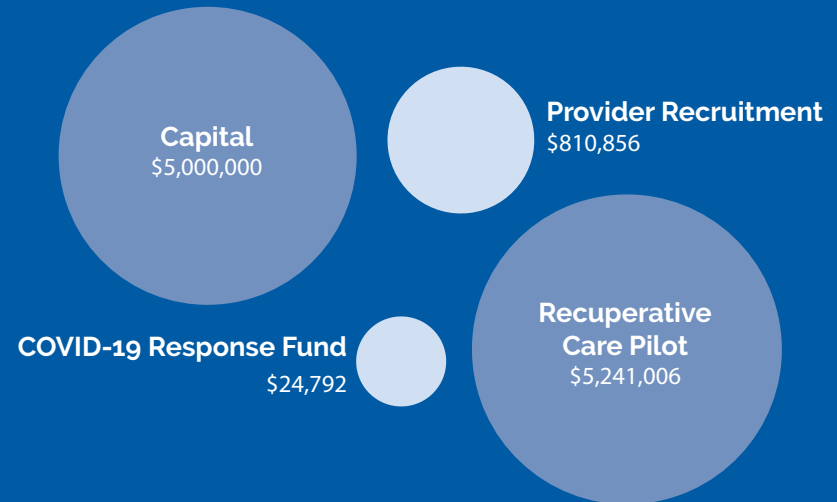 Capital
$5,000,000
Provider Recruitment
$810,856
COVID-19 Response Fund
$24,792
Recuperative
Care Pilot
$5,241,006